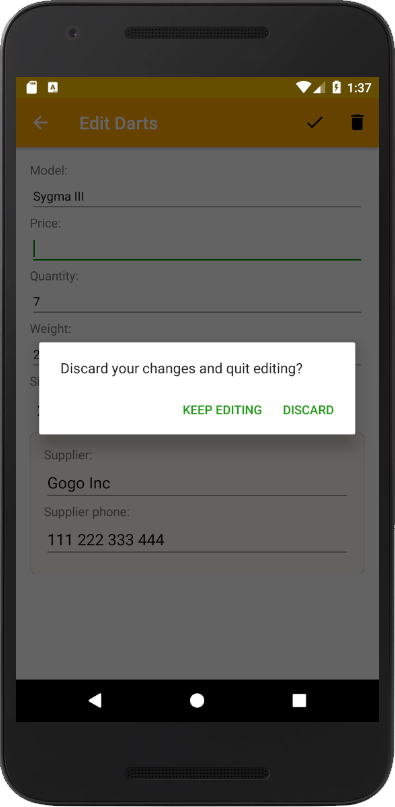 1:37
Edit Darts
Model:
Sygma III
Price:
Quantity:
7
Weight:
Discard your changes and quit editing?
KEEP EDITING DISCARD
Supplier:
Gogo Inc
Supplier phone:
111 222 333 444